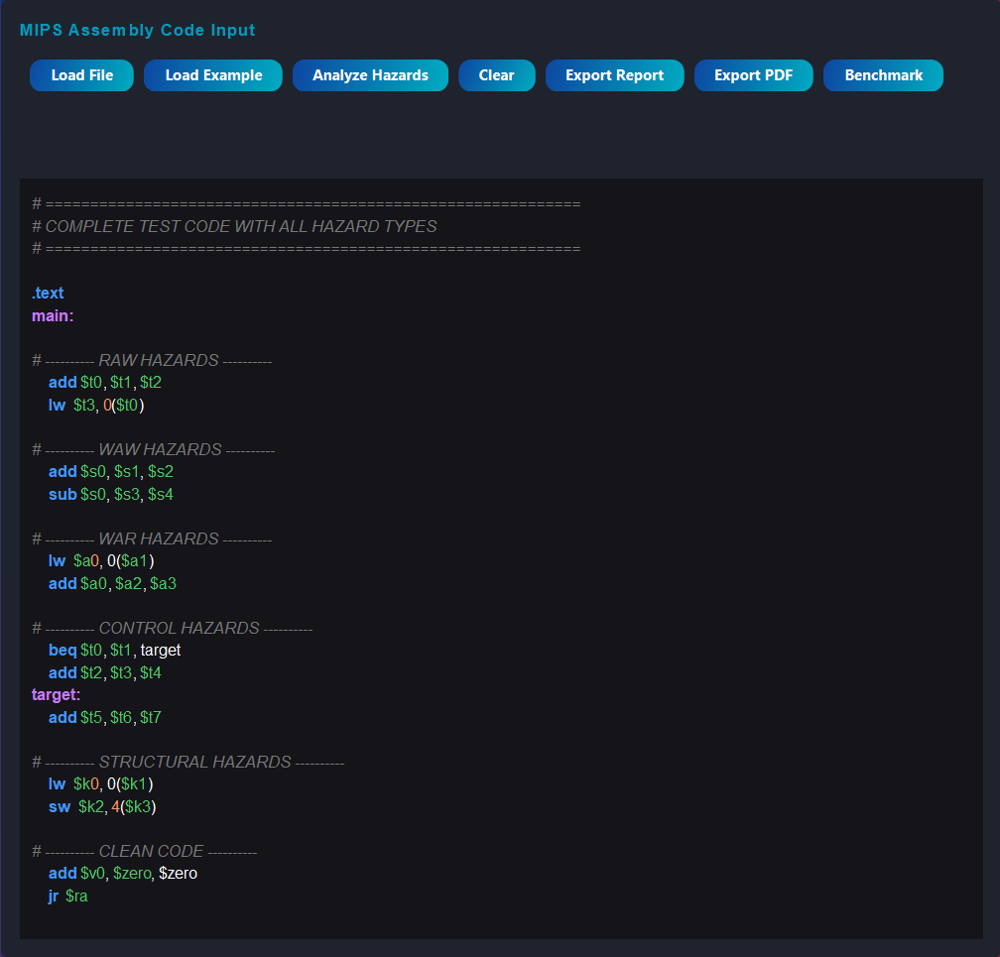 MIPS Assembly Code Input
Load File Load Example Analyze Hazards Clear Export Report Export PDF Benchmark
# ============================================================
# COMPLETE TEST CODE WITH ALL HAZARD TYPES
# ============================================================
.text
main:
# ---------- RAW HAZARDS ----------
add $t0, $t1, $t2
lw $t3, 0($t0)
# ---------- WAW HAZARDS ----------
add $s0, $s1, $s2
sub $s0, $s3, $s4
# ---------- WAR HAZARDS ----------
lw $a0, 0($a1)
add $a0, $a2, $a3
# ---------- CONTROL HAZARDS ----------
beq $t0, $t1, target
add $t2, $t3, $t4
target:
add $t5, $t6, $t7
# ---------- STRUCTURAL HAZARDS ----------
lw $k0, 0($k1)
sw $k2, 4($k3)
# ---------- CLEAN CODE ----------
add $v0, $zero, $zero
jr $ra